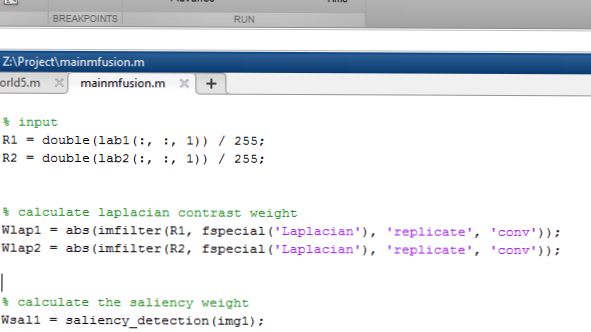 BREAKPOINTS
RUN
Z:\Project\mainmfusion.m
orld5.m
mainmfusion.m
% input
R1 = double(lab1(:, :, 1)) / 255;
R2 = double(lab2(:, :, 1)) / 255;
% calculate laplacian contrast weight
Wlap1 = abs(imfilter(R1, fspecial('Laplacian'), 'replicate', 'conv'));
Wlap2 = abs(imfilter(R2, fspecial('Laplacian'), 'replicate', 'conv'));
% calculate the saliency weight
Wsal1 = saliency_detection(img1);